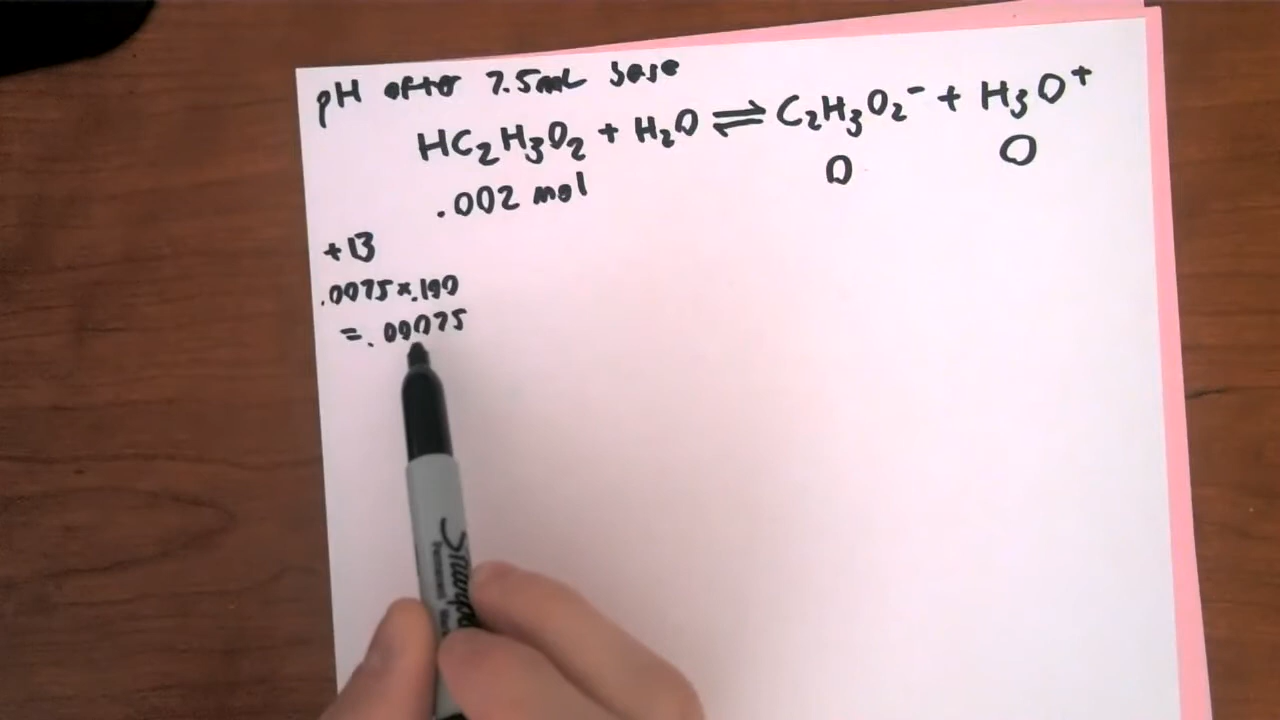 pH after 7.5mL base
HC₂H₃O₂ + H₂O ⇌ C₂H₃O₂⁻ + H₃O⁺
.002 mol 0 0
+B
.0075 × .100
= .00075
Sharpie